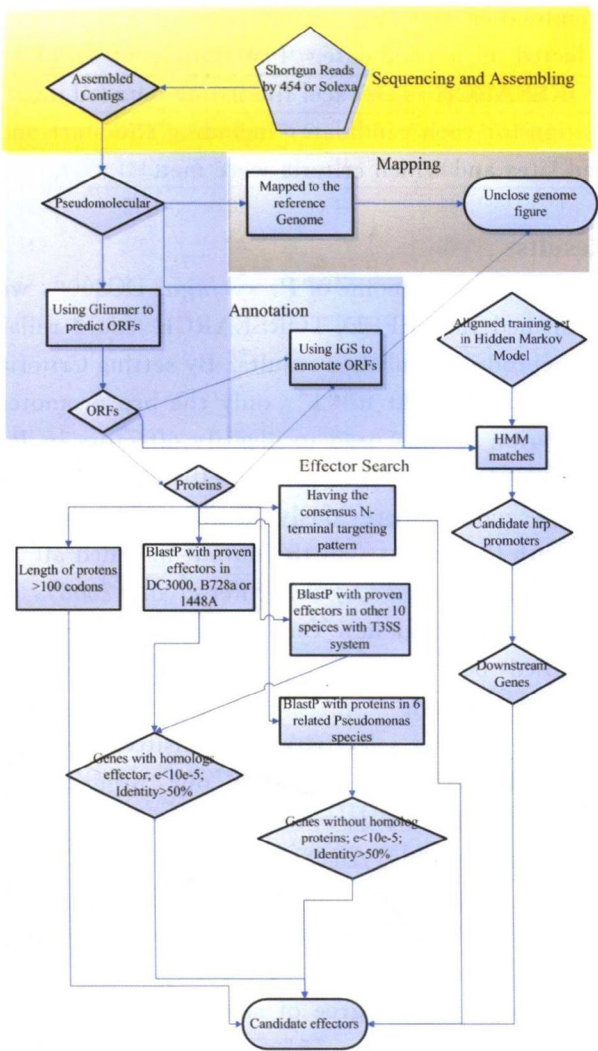 Shortgun Reads
by 454 or Solexa
Assembled
Contigs
Sequencing and Assembling
Mapping
Pseudomolecular
Mapped to the
reference
Genome
Unclose genome
figure
Annotation
Using Glimmer to
predict ORFs
Using IGS to
annotate ORFs
Alignned training set
in Hidden Markov
Model
ORFs
HMM
matches
Effector Search
Proteins
Having the
consensus N-
terminal targeting
pattern
Candidate hrp
promoters
Length of protens
>100 codons
BlastP with proven
effectors in
DC3000, B728a or
1448A
BlastP with proven
effectors in other 10
speices with T3SS
system
Downstream
Genes
BlastP with proteins in 6
related Pseudomonas
species
Genes with homologs
effector; e<10e-5;
Identity>50%
Genes without homolog
proteins; e<10e-5;
Identity>50%
Candidate effectors